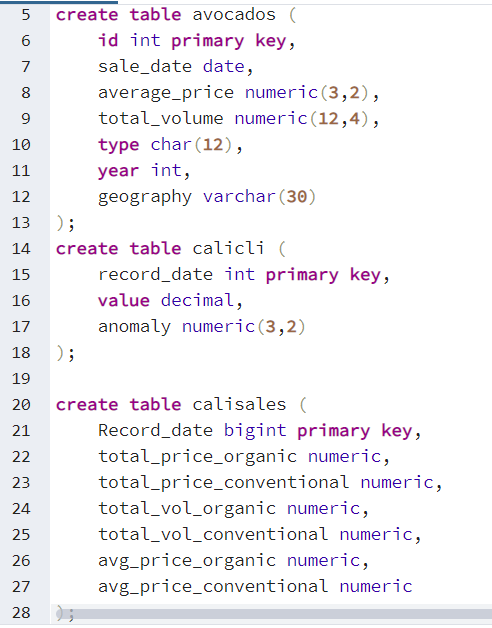 5 create table avocados (
6     id int primary key,
7     sale_date date,
8     average_price numeric(3,2),
9     total_volume numeric(12,4),
10     type char(12),
11     year int,
12     geography varchar(30)
13 );
14 create table calicli (
15     record_date int primary key,
16     value decimal,
17     anomaly numeric(3,2)
18 );
19
20 create table calisales (
21     Record_date bigint primary key,
22     total_price_organic numeric,
23     total_price_conventional numeric,
24     total_vol_organic numeric,
25     total_vol_conventional numeric,
26     avg_price_organic numeric,
27     avg_price_conventional numeric
28 );